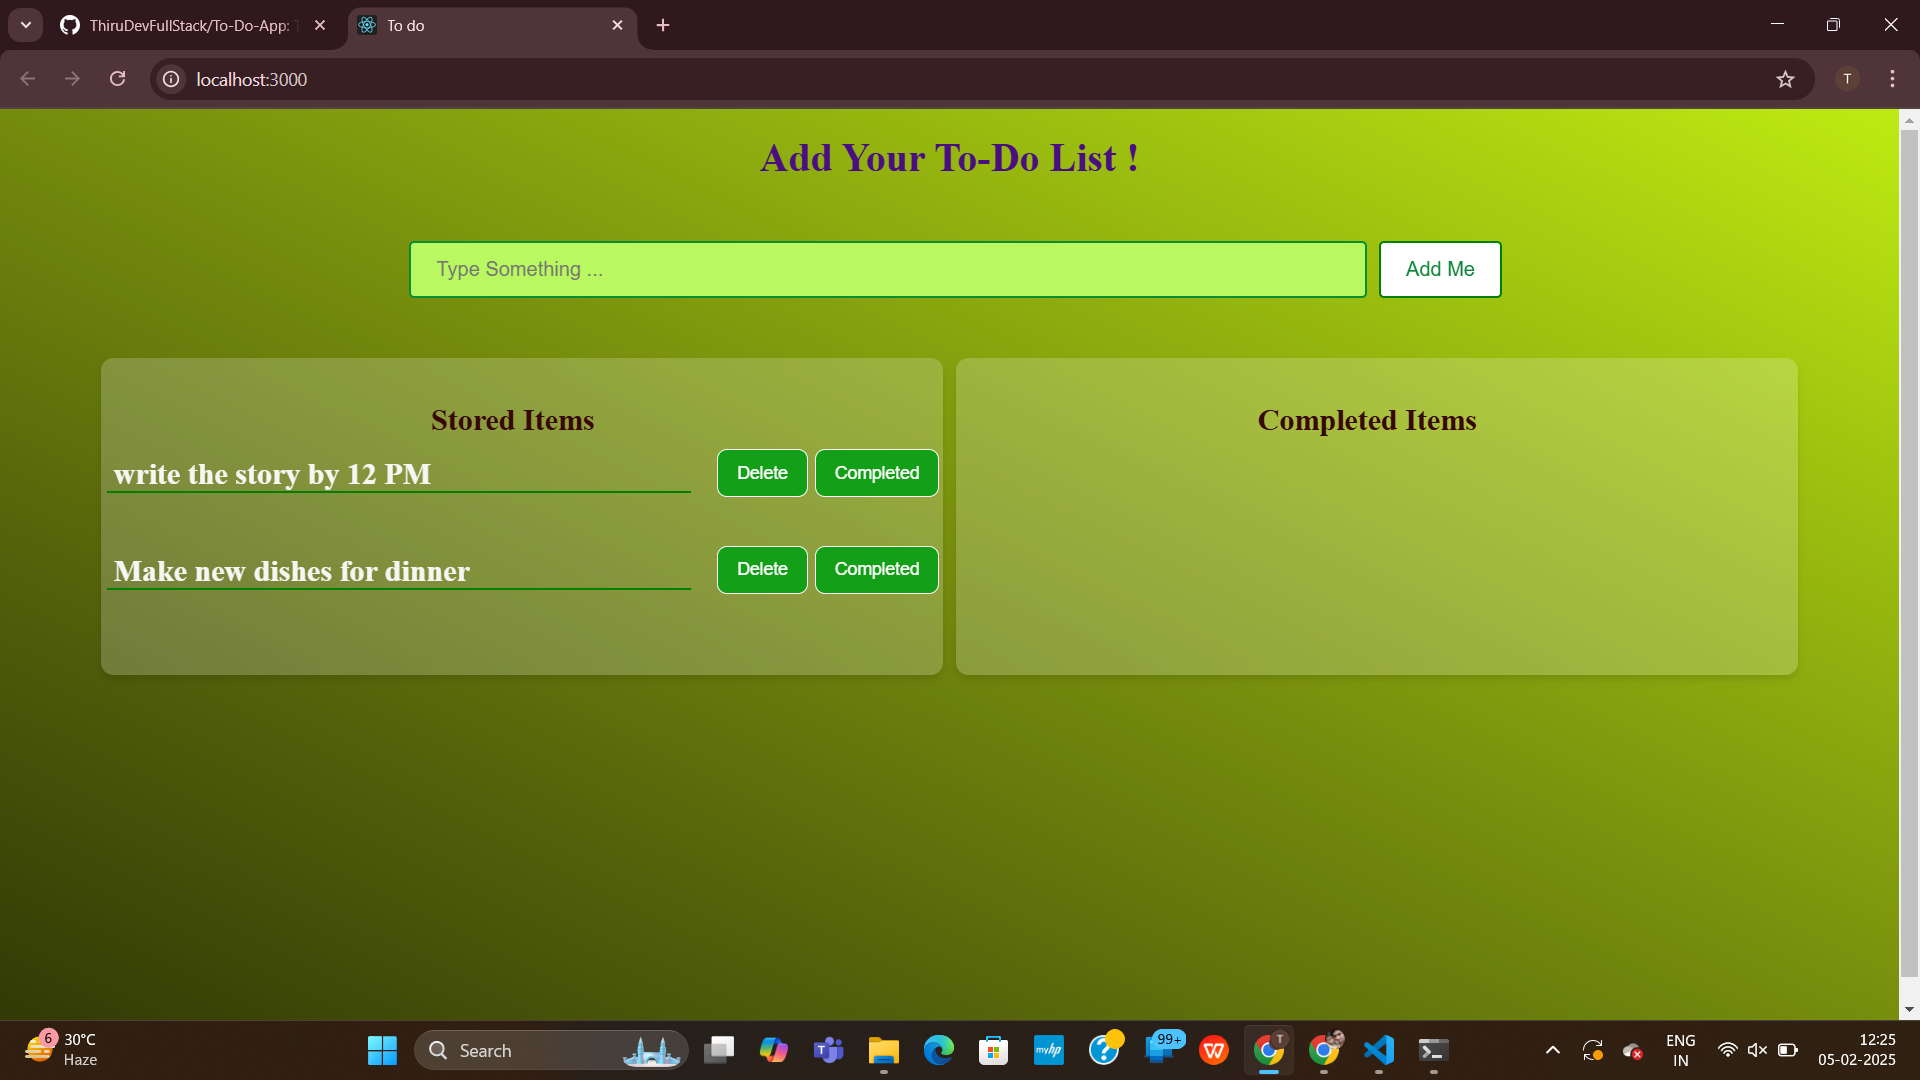 ThiruDevFullStack/To-Do-App:
To do
localhost:3000
T
Add Your To-Do List !
Type Something ...
Add Me
Stored Items
write the story by 12 PM
Delete
Completed
Make new dishes for dinner
Delete
Completed
Completed Items
6
30°C
Haze
Search
T
myhp
99+
W
T
ENG
IN
12:25
05-02-2025